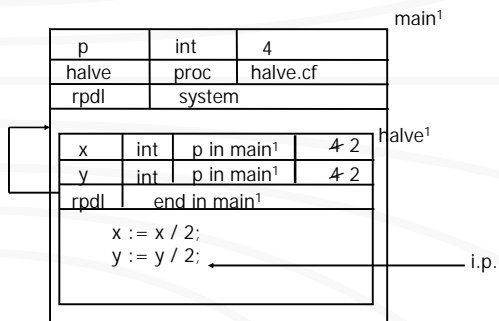 main¹
p int 4
halve proc halve.cf
rpdl system
halve¹
x int p in main¹ 4 2
y int p in main¹ 4 2
rpdl end in main¹
x := x / 2;
y := y / 2;
i.p.